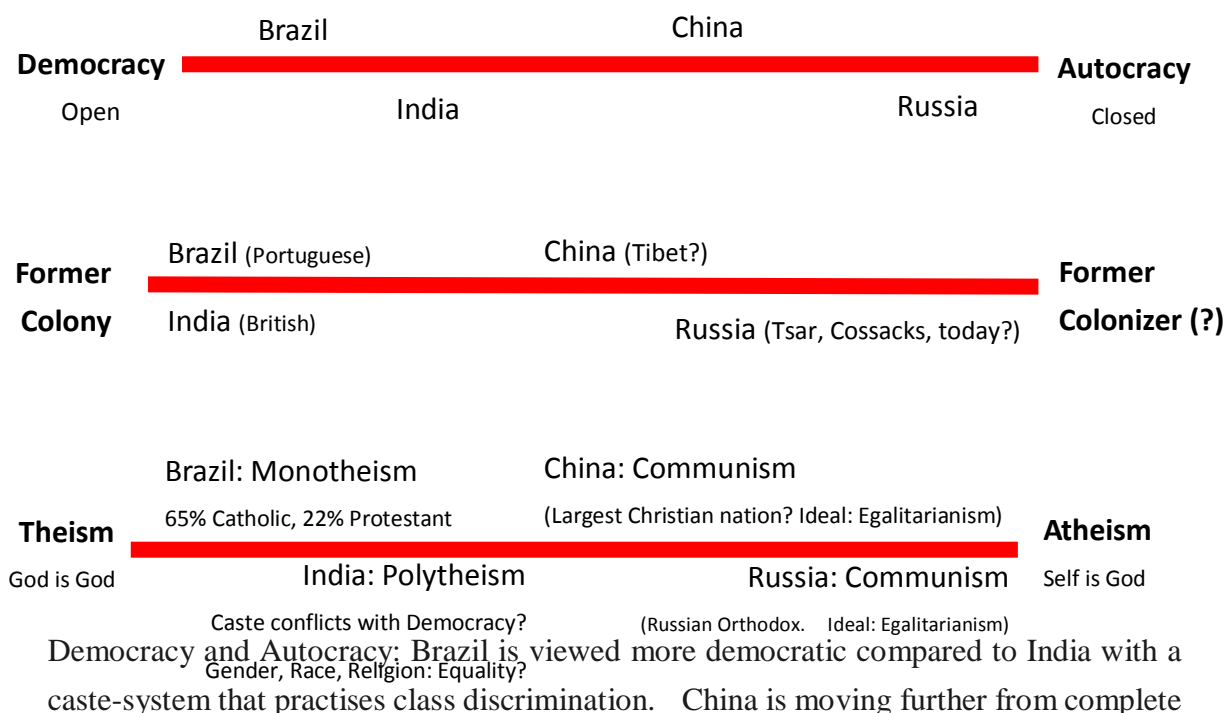 Brazil China
Democracy Autocracy
Open India Russia Closed
Brazil (Portuguese) China (Tibet?)
Former Former
Colony India (British) Russia (Tsar, Cossacks, today?) Colonizer (?)
Brazil: Monotheism China: Communism
65% Catholic, 22% Protestant (Largest Christian nation? Ideal: Egalitarianism)
Theism Atheism
God is God India: Polytheism Russia: Communism Self is God
Caste conflicts with Democracy? (Russian Orthodox. Ideal: Egalitarianism)
Democracy and Autocracy: Brazil is viewed more democratic compared to India with a
Gender, Race, Religion: Equality?
caste-system that practises class discrimination. China is moving further from complete